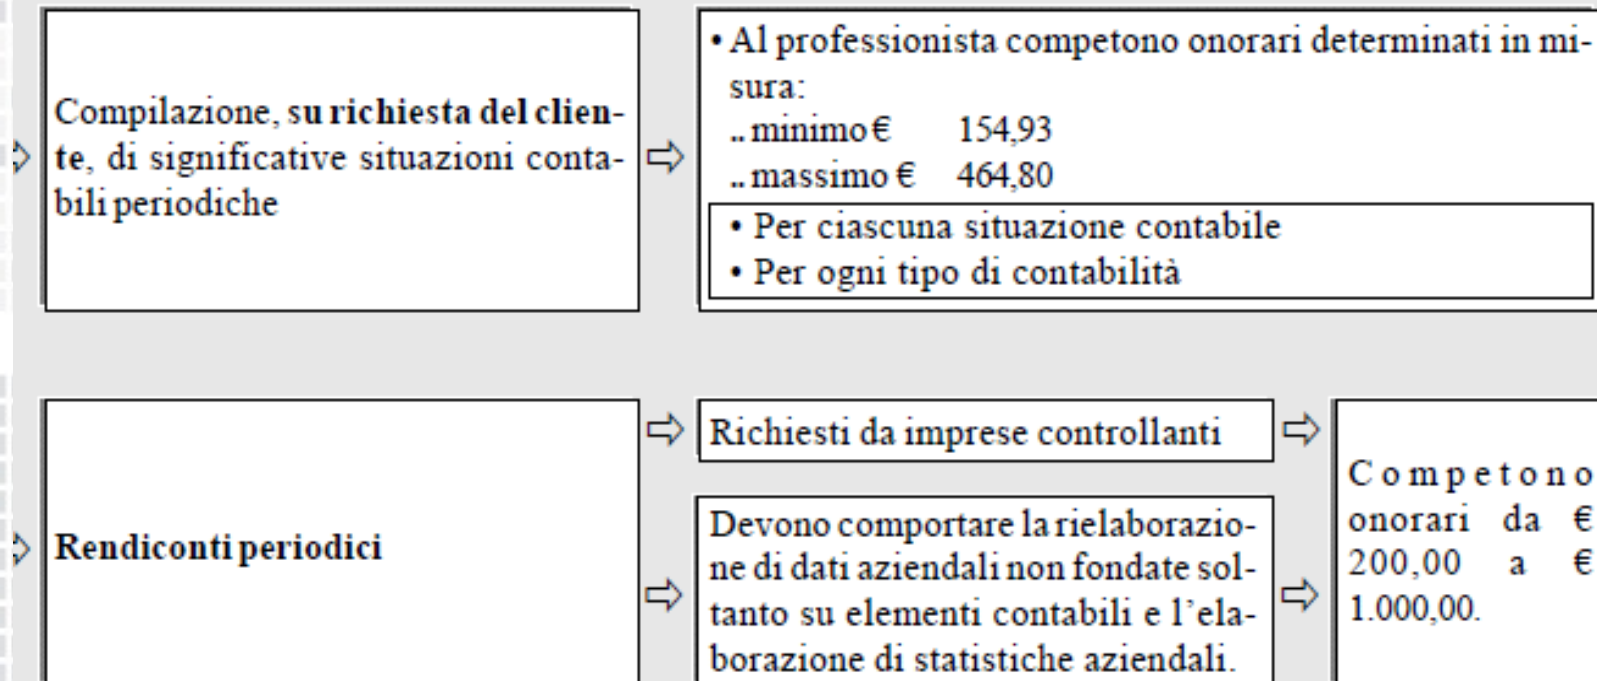 Compilazione, su richiesta del clien-
te, di significative situazioni conta-
bili periodiche
• Al professionista competono onorari determinati in mi-
sura:
.. minimo € 154,93
.. massimo € 464,80
• Per ciascuna situazione contabile
• Per ogni tipo di contabilità
Rendiconti periodici
Richiesti da imprese controllanti
Devono comportare la rielaborazio-
ne di dati aziendali non fondate sol-
tanto su elementi contabili e l'ela-
borazione di statistiche aziendali.
Competono
onorari da €
200,00 a €
1.000,00.